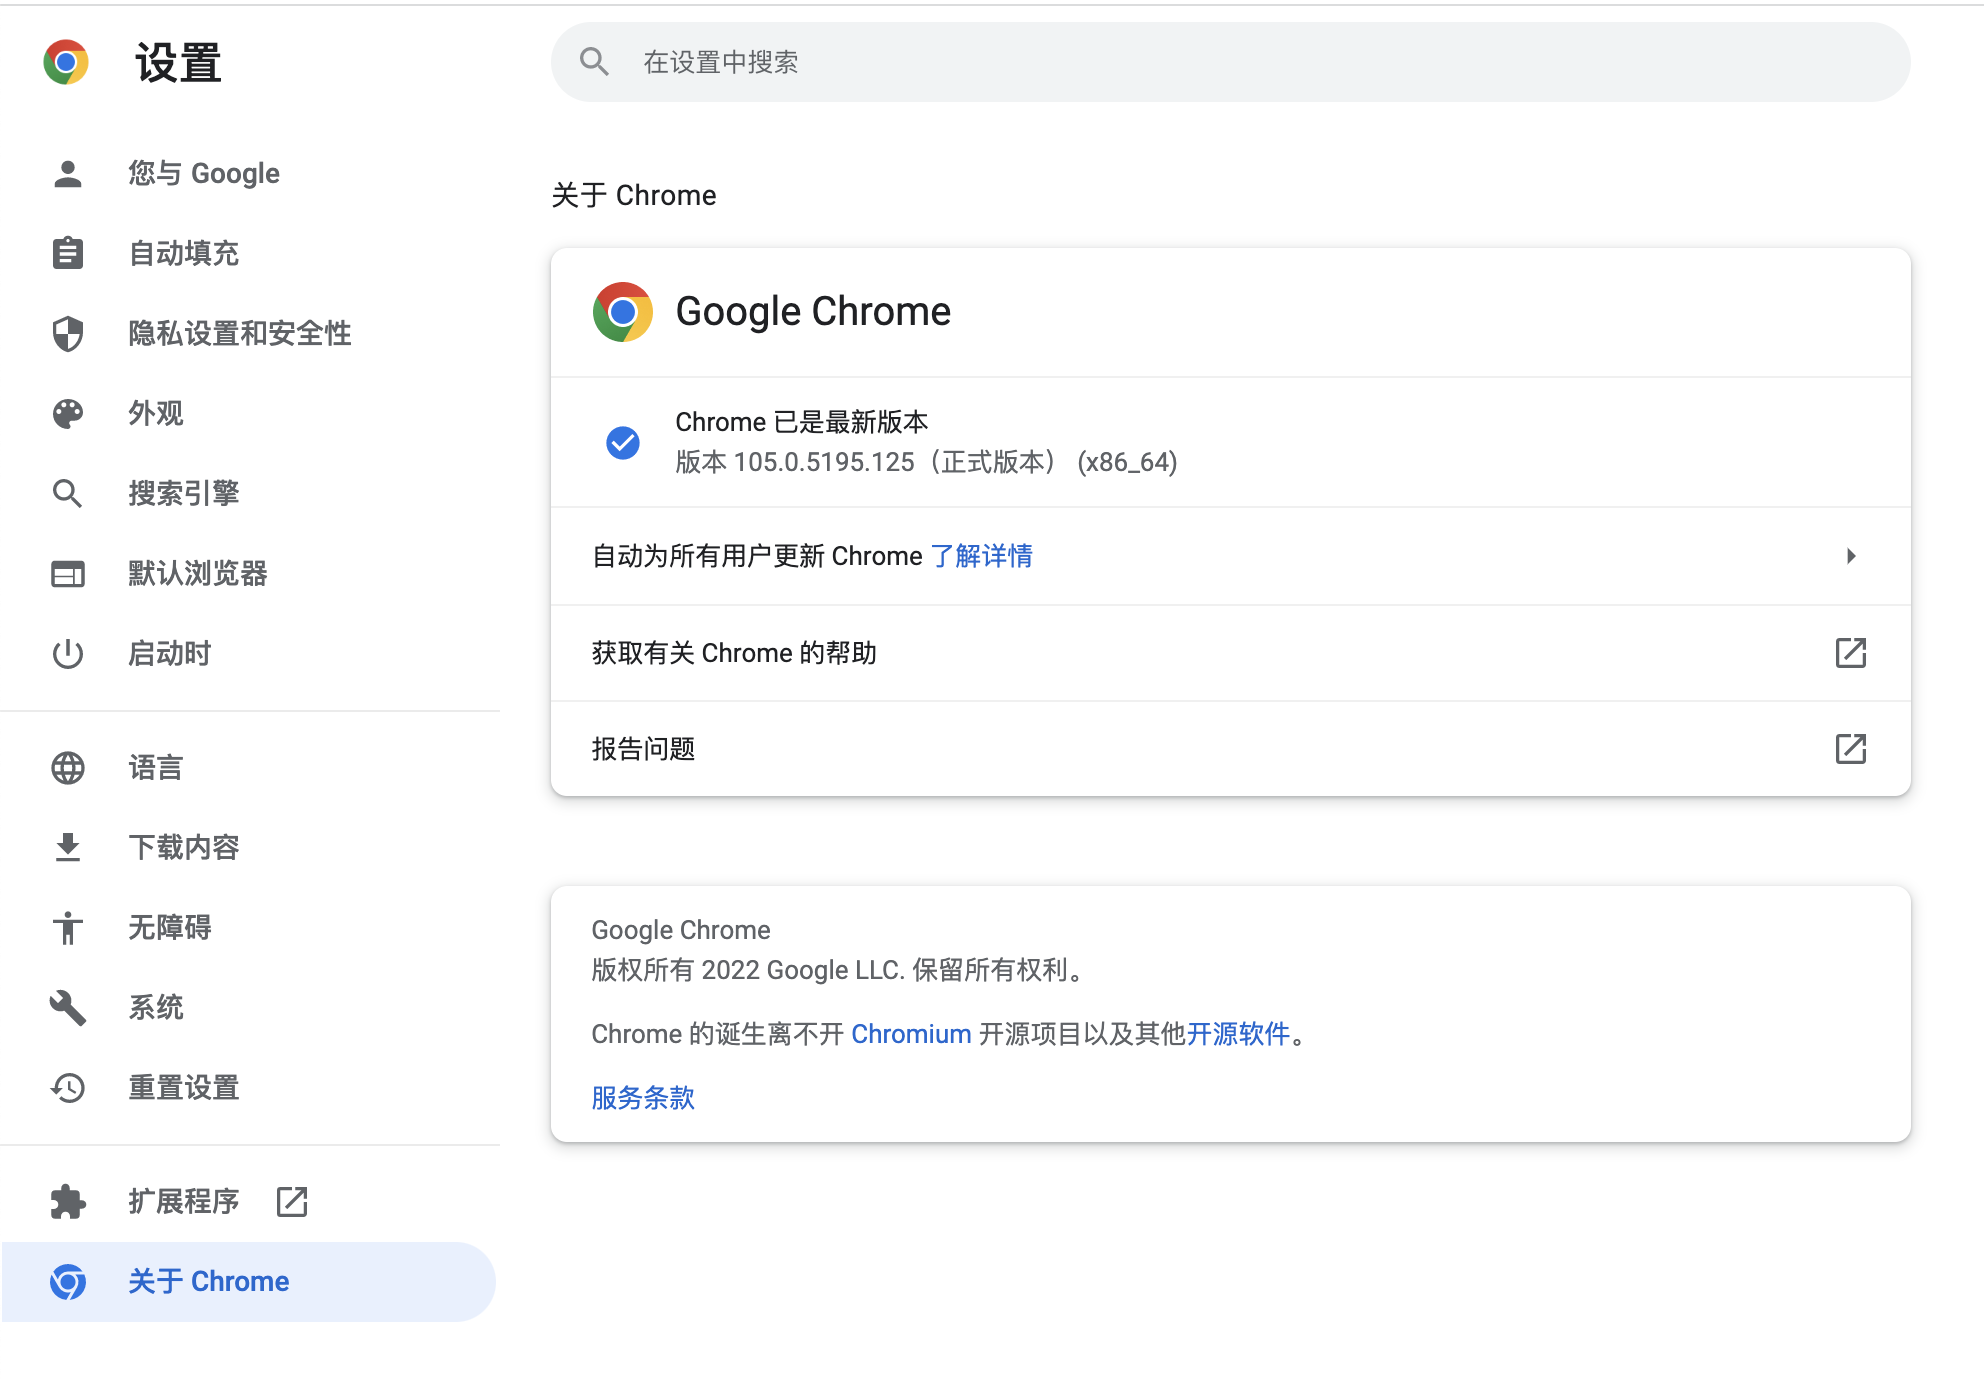 设置
在设置中搜索
您与 Google
自动填充
隐私设置和安全性
外观
搜索引擎
默认浏览器
启动时
语言
下载内容
无障碍
系统
重置设置
扩展程序
关于 Chrome
关于 Chrome
Google Chrome
Chrome 已是最新版本
版本 105.0.5195.125（正式版本） (x86_64)
自动为所有用户更新 Chrome 了解详情
获取有关 Chrome 的帮助
报告问题
Google Chrome
版权所有 2022 Google LLC. 保留所有权利。
Chrome 的诞生离不开 Chromium 开源项目以及其他开源软件。
服务条款